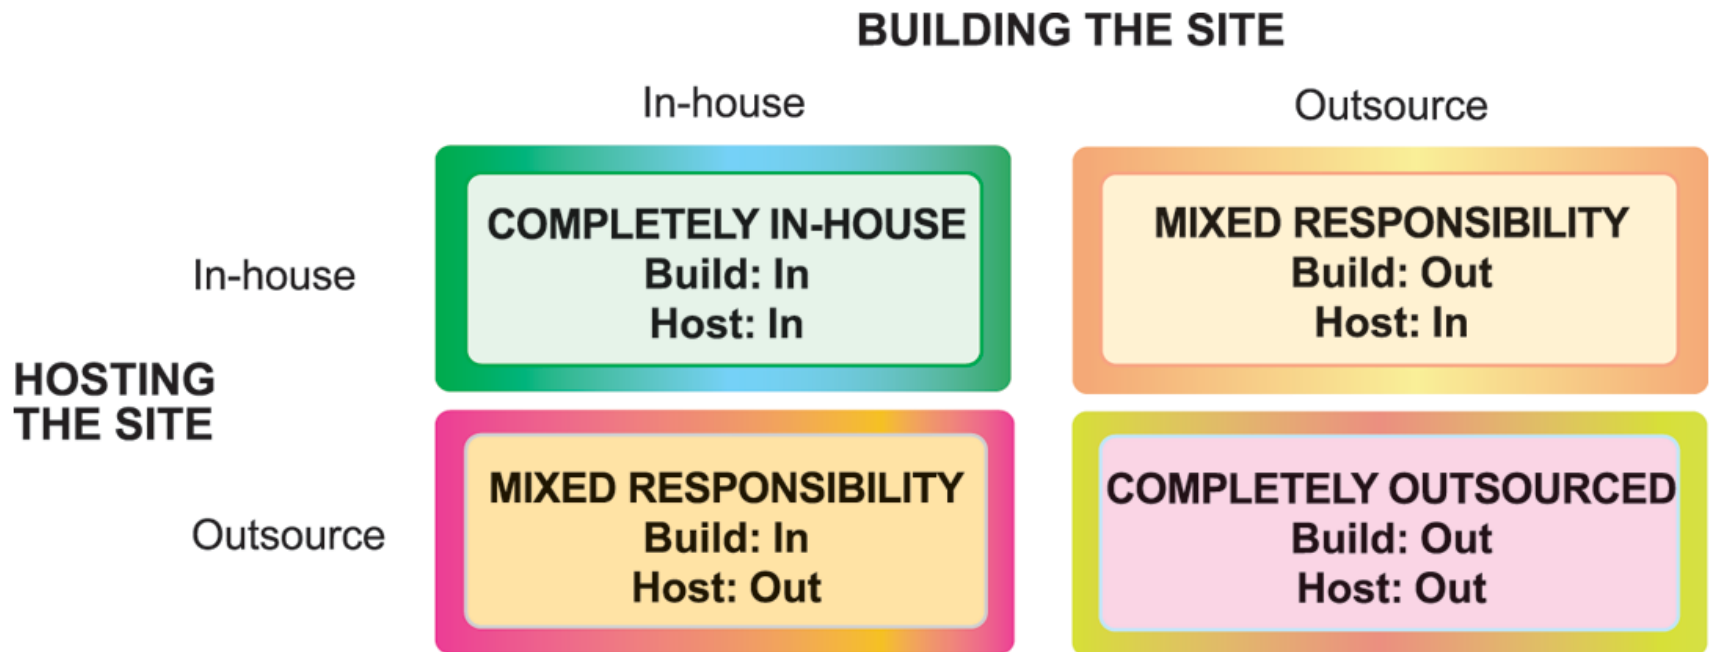 BUILDING THE SITE
In-house
Outsource
COMPLETELY IN-HOUSE
Build: In
Host: In
MIXED RESPONSIBILITY
Build: Out
Host: In
In-house
HOSTING
THE SITE
Outsource
MIXED RESPONSIBILITY
Build: In
Host: Out
COMPLETELY OUTSOURCED
Build: Out
Host: Out